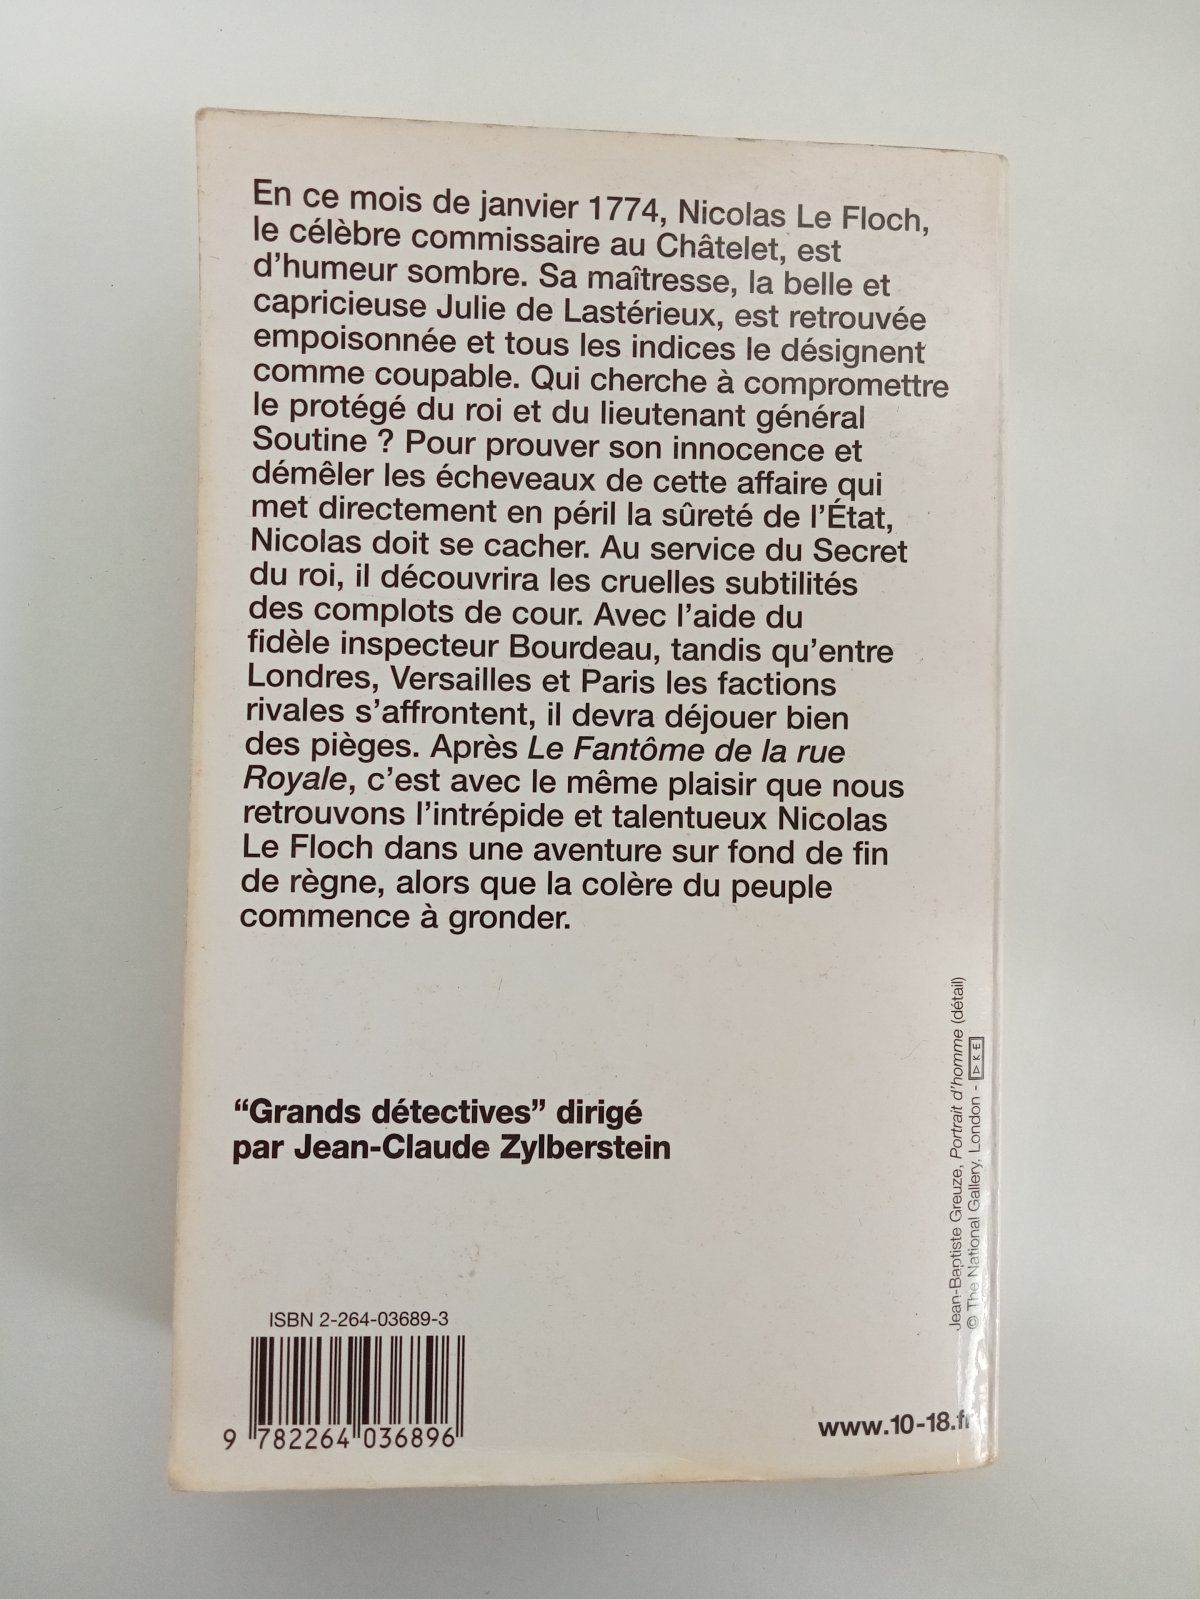 En ce mois de janvier 1774, Nicolas Le Floch,
le célèbre commissaire au Châtelet, est
d'humeur sombre. Sa maîtresse, la belle et
capricieuse Julie de Lastérieux, est retrouvée
empoisonnée et tous les indices le désignent
comme coupable. Qui cherche à compromettre
le protégé du roi et du lieutenant général
Soutine ? Pour prouver son innocence et
démêler les écheveaux de cette affaire qui
met directement en péril la sûreté de l'État,
Nicolas doit se cacher. Au service du Secret
du roi, il découvrira les cruelles subtilités
des complots de cour. Avec l'aide du
fidèle inspecteur Bourdeau, tandis qu'entre
Londres, Versailles et Paris les factions
rivales s'affrontent, il devra déjouer bien
des pièges. Après Le Fantôme de la rue
Royale, c'est avec le même plaisir que nous
retrouvons l'intrépide et talentueux Nicolas
Le Floch dans une aventure sur fond de fin
de règne, alors que la colère du peuple
commence à gronder.
“Grands détectives” dirigé
par Jean-Claude Zylberstein
Jean-Baptiste Greuze, Portrait d'homme (détail)
© The National Gallery, London - AKE
ISBN 2-264-03689-3
9 782264 036896
www.10-18.fr